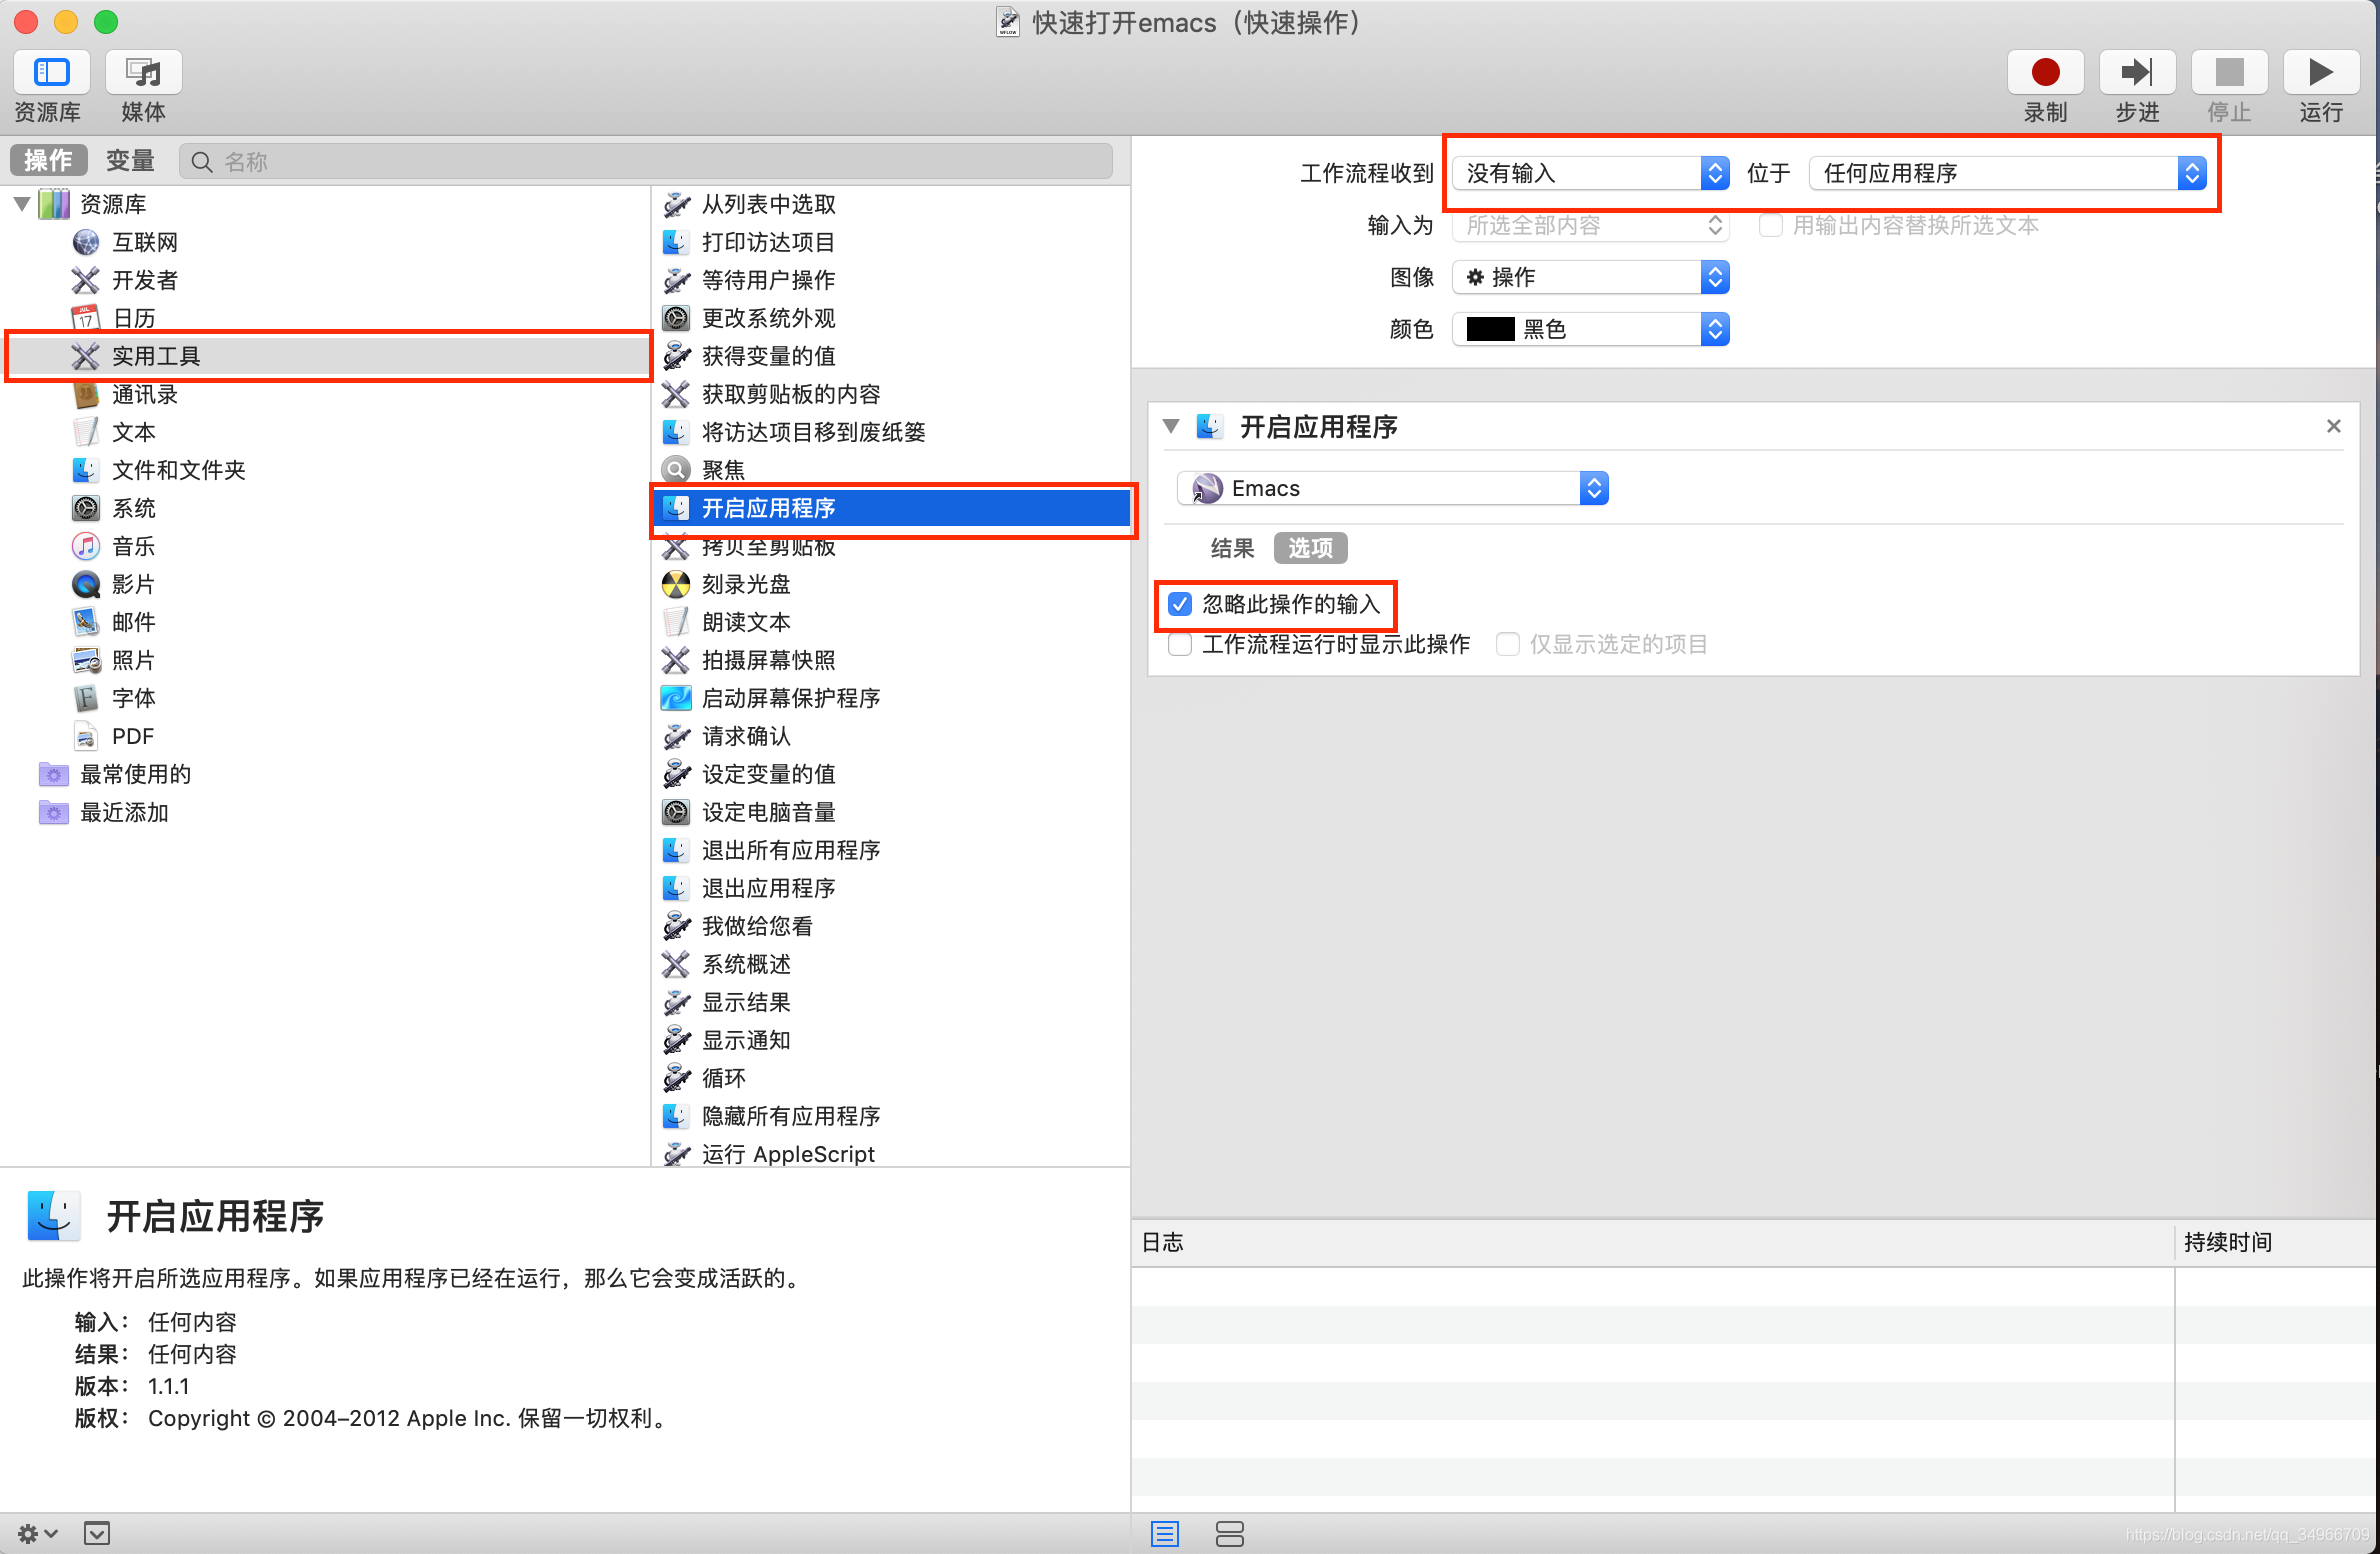 快速打开emacs（快速操作）
资源库
媒体
录制
步进
停止
运行
操作
变量
名称
资源库
互联网
开发者
日历
实用工具
通讯录
文本
文件和文件夹
系统
音乐
影片
邮件
照片
字体
PDF
最常使用的
最近添加
从列表中选取
打印访达项目
等待用户操作
更改系统外观
获得变量的值
获取剪贴板的内容
将访达项目移到废纸篓
聚焦
开启应用程序
拷贝至剪贴板
刻录光盘
朗读文本
拍摄屏幕快照
启动屏幕保护程序
请求确认
设定变量的值
设定电脑音量
退出所有应用程序
退出应用程序
我做给您看
系统概述
显示结果
显示通知
循环
隐藏所有应用程序
运行 AppleScript
工作流程收到 没有输入 位于 任何应用程序
输入为 所选全部内容 用输出内容替换所选文本
图像 操作
颜色 黑色
开启应用程序
Emacs
结果 选项
忽略此操作的输入
工作流程运行时显示此操作 仅显示选定的项目
开启应用程序
此操作将开启所选应用程序。如果应用程序已经在运行，那么它会变成活跃的。
输入： 任何内容
结果： 任何内容
版本： 1.1.1
版权： Copyright © 2004–2012 Apple Inc. 保留一切权利。
日志 持续时间
https://blog.csdn.net/qq_34966709